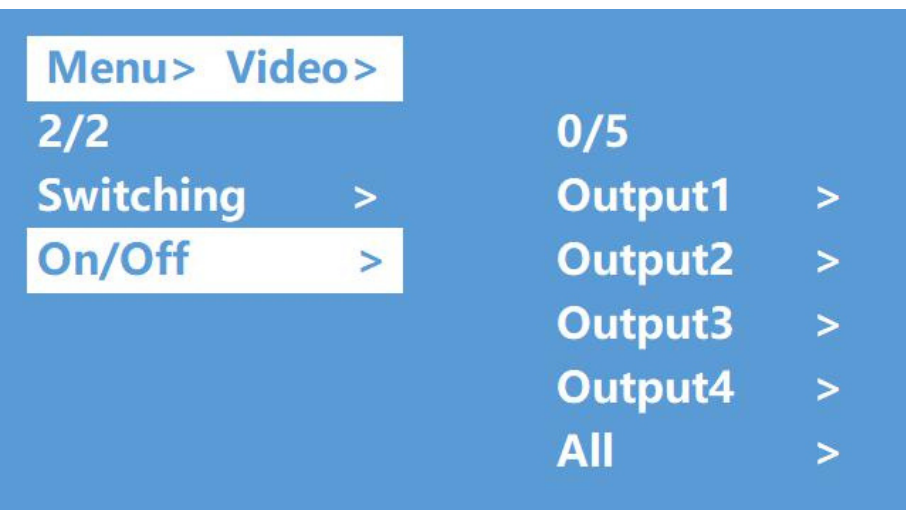 Menu> Video>
2/2 0/5
Switching > Output1 >
On/Off > Output2 >
Output3 >
Output4 >
All >